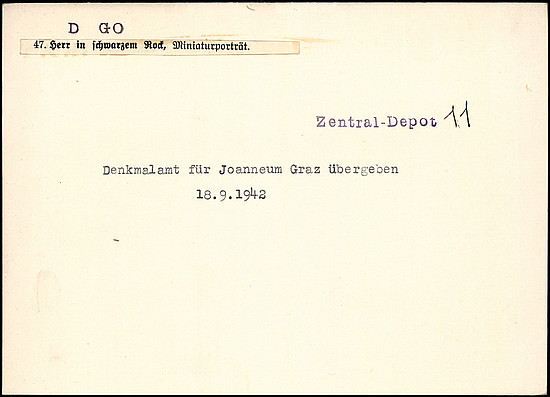 D GO
47. Herr in schwarzem Rock, Miniaturporträt.
Zentral-Depot 11
Denkmalamt für Joanneum Graz übergeben
18.9.1942